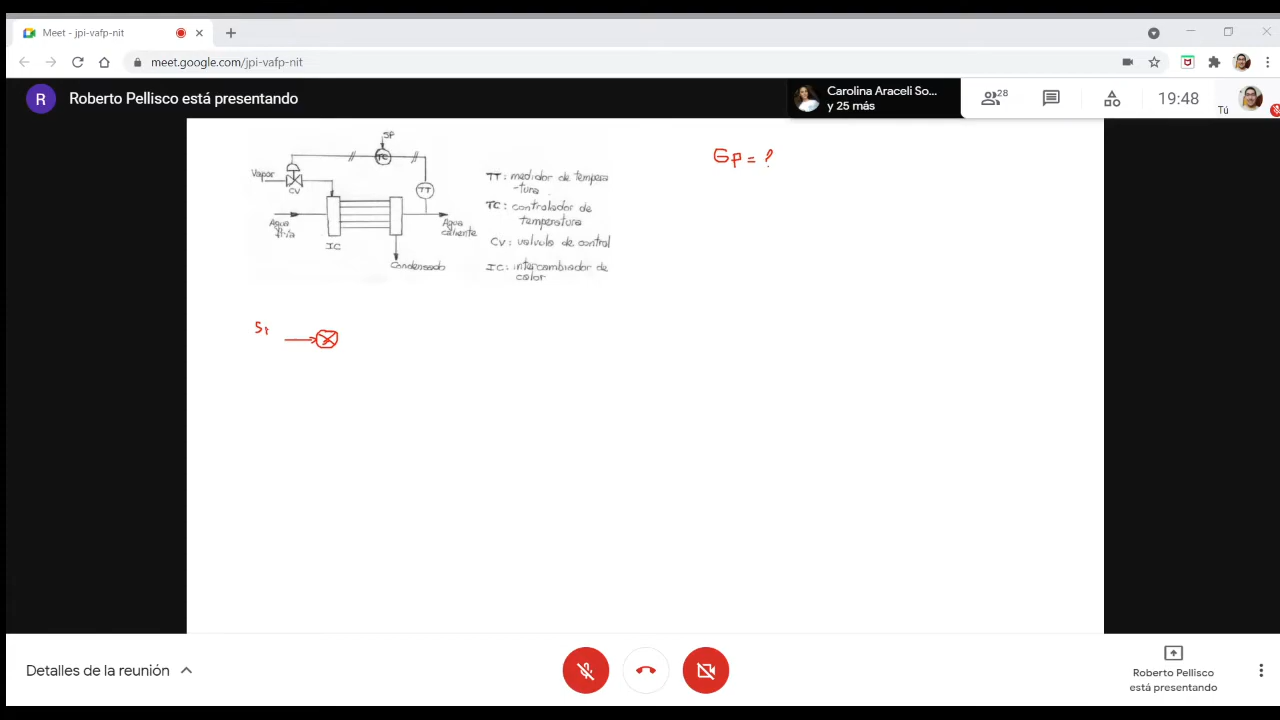 Meet - jpi-vafp-nit
meet.google.com/jpi-vafp-nit
R
Roberto Pellisco está presentando
Carolina Araceli So...
y 25 más
28
19:48
Tú
SP
TC
Vapor
CV
TT
Agua
fría
Agua
caliente
IC
Condensado
TT: medidor de tempera
-tura
TC: controlador de
temperatura
CV: valvula de control
IC: intercambiador de
calor
Gp = ?
Detalles de la reunión
Roberto Pellisco
está presentando